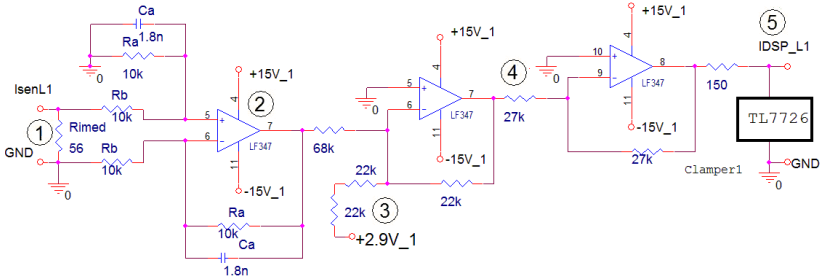 Ca
1.8n
Ra
10k
0
+15V_1
4
IsenL1
Rb
10k
5
+
2
7
LF347
1
Rimed
56
GND
Rb
10k
6
-
11
-15V_1
0
Ra
10k
Ca
1.8n
68k
+15V_1
4
0
5
+
7
6
-
LF347
11
-15V_1
22k
22k
3
22k
+2.9V_1
4
27k
+15V_1
4
0
10
+
8
9
-
LF347
11
-15V_1
27k
150
5
IDSP_L1
TL7726
Clamper1
GND
0